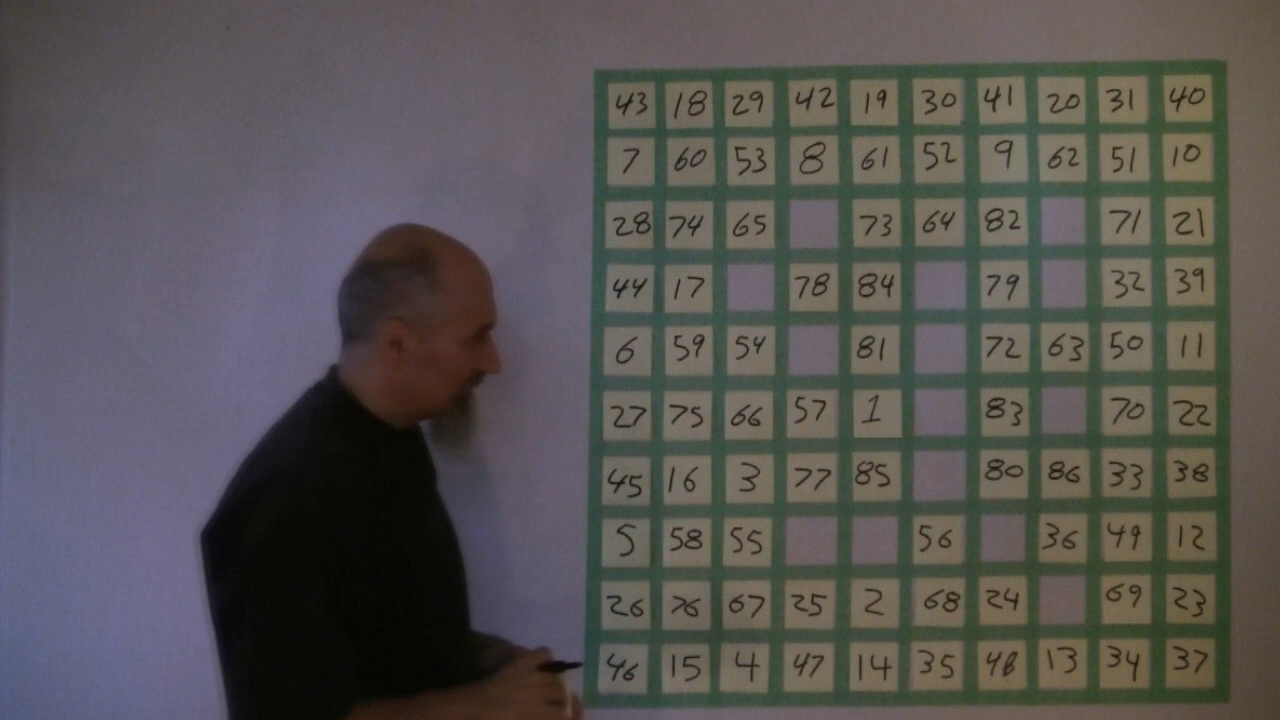 43 18 29 42 19 30 41 20 31 40
7 60 53 8 61 52 9 62 51 10
28 74 65 73 64 82 71 21
44 17 78 84 79 32 39
6 59 54 81 72 63 50 11
27 75 66 57 1 83 70 22
45 16 3 77 85 80 86 33 38
5 58 55 56 36 49 12
26 76 67 25 2 68 24 69 23
46 15 4 47 14 35 48 13 34 37